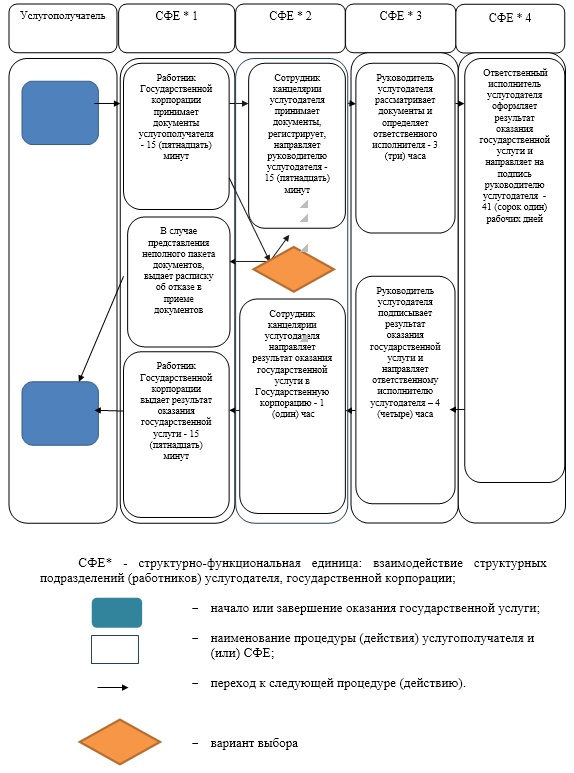 Услугополучатель
СФЕ * 1
СФЕ * 2
СФЕ * 3
СФЕ * 4
Работник
Государственной
корпорации
принимает
документы
услугополучателя
- 15 (пятнадцать)
минут
Сотрудник
канцелярии
услугодателя
принимает
документы,
регистрирует,
направляет
руководителю
услугодателя -
15 (пятнадцать)
минут
Руководитель
услугодателя
рассматривает
документы и
определяет
ответственного
исполнителя - 3
(три) часа
Ответственный
исполнитель
услугодателя
оформляет
результат
оказания
государственной
услуги и
направляет на
подпись
руководителю
услугодателя -
41 (сорок один)
рабочих дней
В случае
представления
неполного пакета
документов,
выдает расписку
об отказе в
приеме
документов
Руководитель
услугодателя
подписывает
результат
оказания
государственной
услуги и
направляет
ответственному
исполнителю
услугодателя – 4
(четыре) часа
Сотрудник
канцелярии
услугодателя
направляет
результат оказания
государственной
услуги в
Государственную
корпорацию - 1
(один) час
Работник
Государственной
корпорации
выдает результат
оказания
государственной
услуги - 15
(пятнадцать)
минут
СФЕ* - структурно-функциональная единица: взаимодействие структурных
подразделений (работников) услугодателя, государственной корпорации;
– начало или завершение оказания государственной услуги;
– наименование процедуры (действия) услугополучателя и
(или) СФЕ;
– переход к следующей процедуре (действию).
– вариант выбора